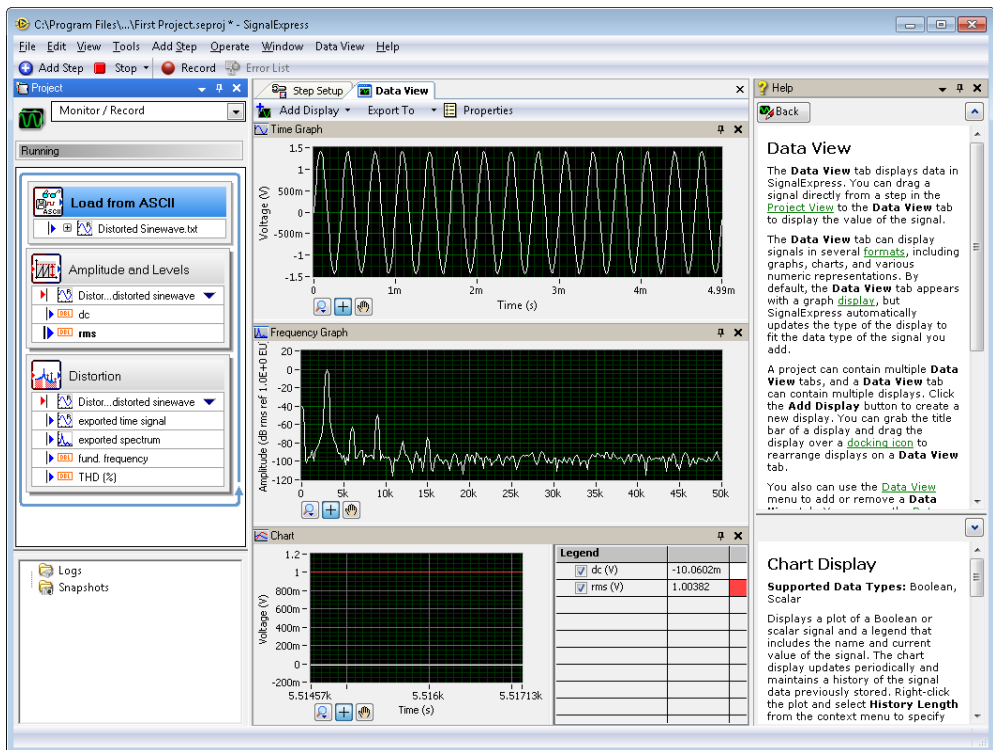 C:\Program Files\...\First Project.seproj * - SignalExpress
File Edit View Tools Add Step Operate Window Data View Help
Add Step Stop Record Error List
Project
Monitor / Record
Running
Load from ASCII
Distorted Sinewave.txt
Amplitude and Levels
Distor...distorted sinewave
DBL dc
DBL rms
Distortion
Distor...distorted sinewave
exported time signal
exported spectrum
DBL fund. frequency
DBL THD (%)
Logs
Snapshots
Step Setup Data View
Add Display Export To Properties
Time Graph
Voltage (V)
1.5
1
500m
0
-500m
-1
-1.5
0 1m 2m 3m 4m 4.99m
Time (s)
Frequency Graph
Amplitude (dB rms ref 1.0E+0 EU)
20
0
-20
-40
-60
-80
-100
-120
0 5k 10k 15k 20k 25k 30k 35k 40k 45k 50k
Chart
Voltage (V)
1.2
1
800m
600m
400m
200m
0
-200m
5.51457k 5.516k 5.51713k
Time (s)
Legend
dc (V) -10.0602m
rms (V) 1.00382
Help
Back
Data View
The Data View tab displays data in
SignalExpress. You can drag a
signal directly from a step in the
Project View to the Data View tab
to display the value of the signal.
The Data View tab can display
signals in several formats, including
graphs, charts, and various
numeric representations. By
default, the Data View tab appears
with a graph display, but
SignalExpress automatically
updates the type of the display to
fit the data type of the signal you
add.
A project can contain multiple Data
View tabs, and a Data View tab
can contain multiple displays. Click
the Add Display button to create a
new display. You can grab the title
bar of a display and drag the
display over a docking icon to
rearrange displays on a Data View
tab.
You also can use the Data View
menu to add or remove a Data
Chart Display
Supported Data Types: Boolean,
Scalar
Displays a plot of a Boolean or
scalar signal and a legend that
includes the name and current
value of the signal. The chart
display updates periodically and
maintains a history of the signal
data previously stored. Right-click
the plot and select History Length
from the context menu to specify